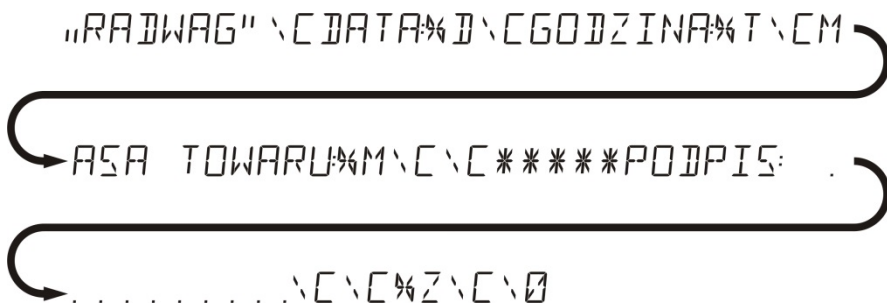 „RADWAG" \CDATA:%D\CGODZINA:%T\CM
ASA TOWARU:%M\C\C*****PODPIS: .
. . . . . . . . .\C\C%Z\C\0